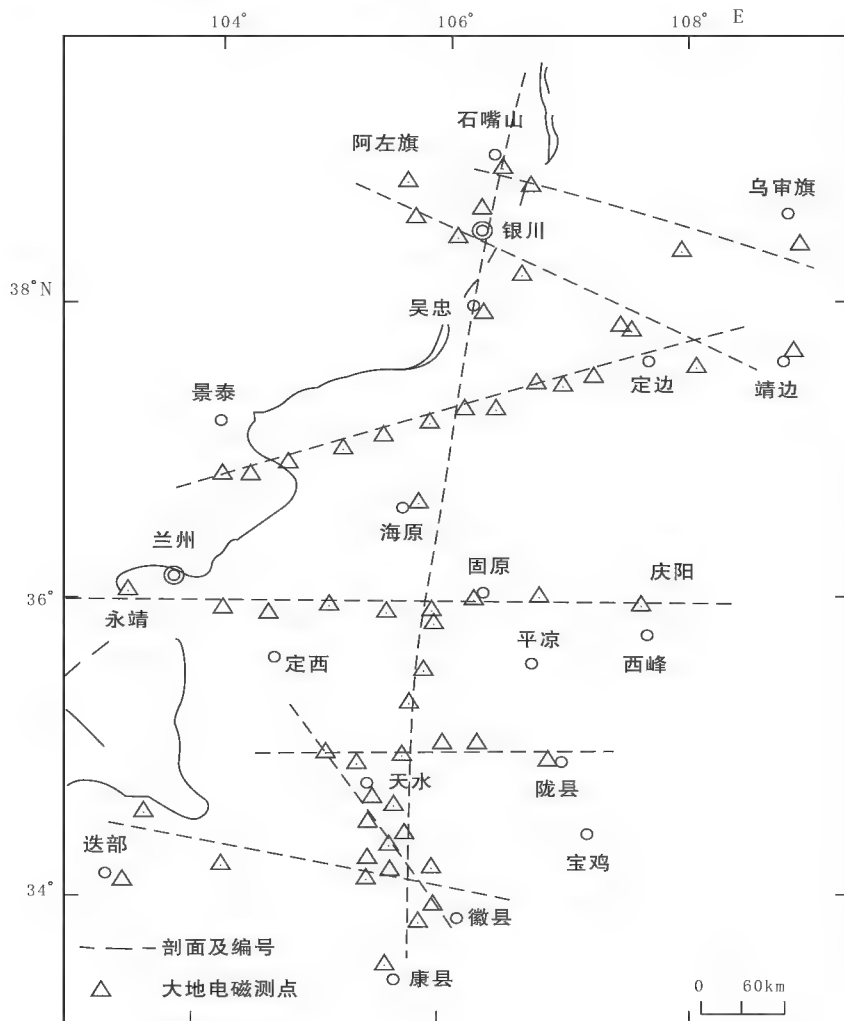 104° 106° 108° E
石嘴山
阿左旗
乌审旗
银川
38°N
吴忠
景泰
定边
靖边
海原
兰州
固原
庆阳
36°
永靖
平凉
定西
西峰
天水
陇县
迭部
宝鸡
34°
徽县
剖面及编号
康县
大地电磁测点
0 60km